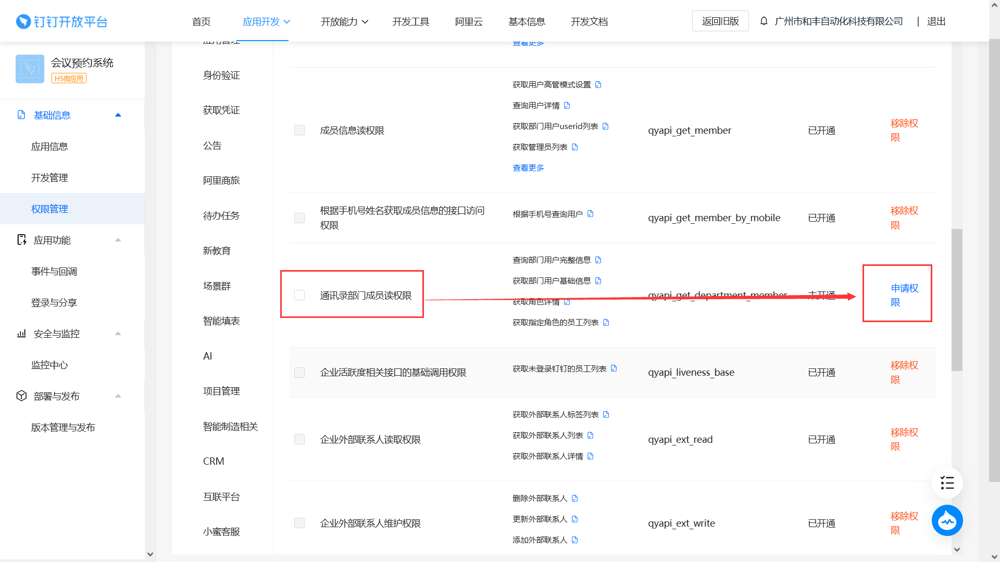 钉钉开放平台
首页
应用开发
开放能力
开发工具
阿里云
基本信息
开发文档
返回旧版
广州市和丰自动化科技有限公司
|
退出
会议预约系统
H5微应用
基础信息
应用信息
开发管理
权限管理
应用功能
事件与回调
登录与分享
安全与监控
监控中心
部署与发布
版本管理与发布
应用管理
身份验证
获取凭证
公告
阿里商旅
待办任务
新教育
场景群
智能填表
AI
项目管理
智能制造相关
CRM
互联平台
小蜜客服
查看更多
成员信息读权限
获取用户高管模式设置
查询用户详情
获取部门用户userid列表
获取管理员列表
查看更多
qyapi_get_member
已开通
移除权
限
根据手机号姓名获取成员信息的接口访问
权限
根据手机号查询用户
qyapi_get_member_by_mobile
已开通
移除权
限
通讯录部门成员读权限
查询部门用户完整信息
获取部门用户基础信息
获取角色详情
获取指定角色的员工列表
qyapi_get_department_member
未开通
申请权
限
企业活跃度相关接口的基础调用权限
获取未登录钉钉的员工列表
qyapi_liveness_base
已开通
移除权
限
企业外部联系人读取权限
获取外部联系人标签列表
获取外部联系人列表
获取外部联系人详情
qyapi_ext_read
已开通
移除权
限
企业外部联系人维护权限
删除外部联系人
更新外部联系人
添加外部联系人
qyapi_ext_write
已开通
移除权
限